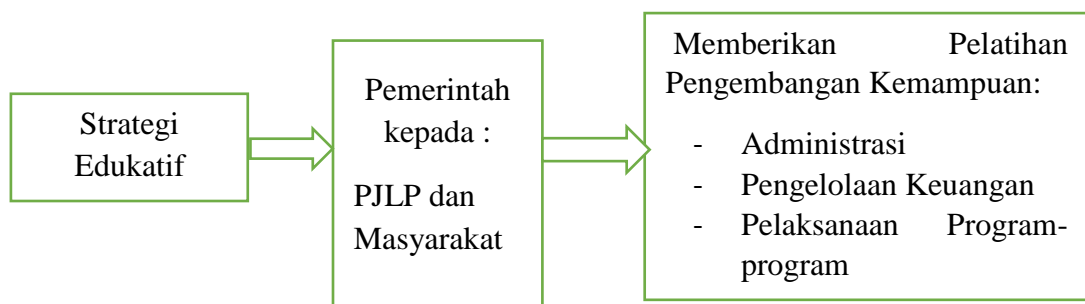 Strategi
Edukatif
Pemerintah
kepada :
PJLP dan
Masyarakat
Memberikan Pelatihan
Pengembangan Kemampuan:
- Administrasi
- Pengelolaan Keuangan
- Pelaksanaan Program-
program